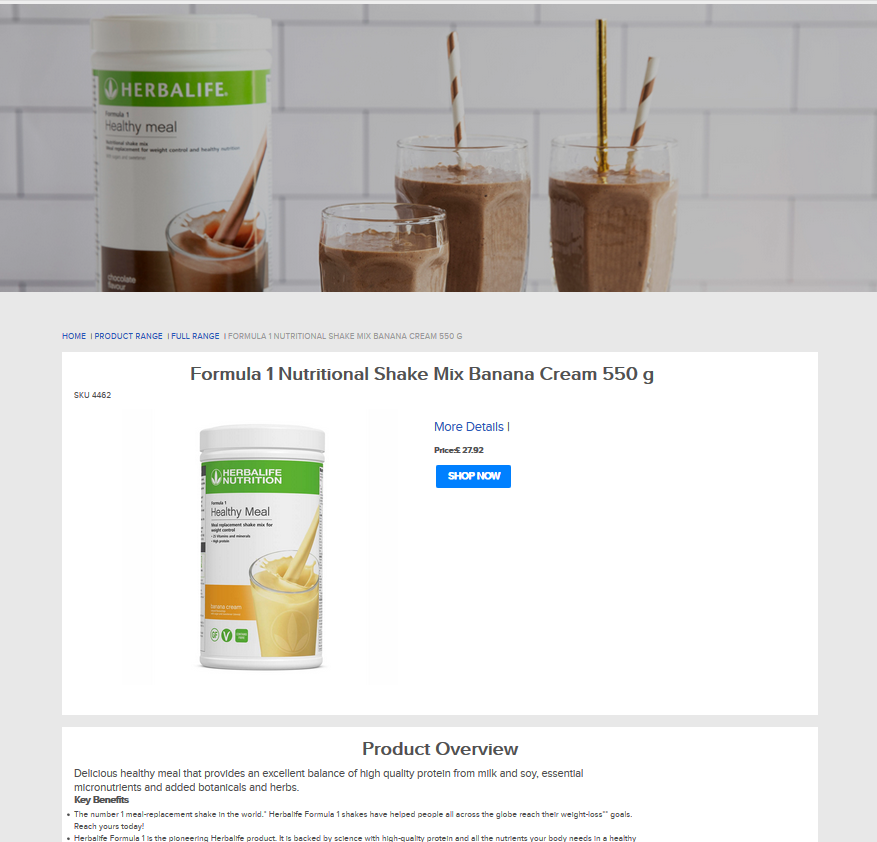 HERBALIFE
Formula 1
Healthy meal
Nutritional shake mix
Meal replacement for weight control and healthy nutrition
chocolate
flavour
HOME | PRODUCT RANGE | FULL RANGE | FORMULA 1 NUTRITIONAL SHAKE MIX BANANA CREAM 550 G
Formula 1 Nutritional Shake Mix Banana Cream 550 g
SKU 4462
HERBALIFE
NUTRITION
Formula 1
Healthy Meal
Meal replacement shake mix for
weight control
• 25 Vitamins and minerals
• High protein
banana cream
More Details |
Price:£ 27.92
SHOP NOW
Product Overview
Delicious healthy meal that provides an excellent balance of high quality protein from milk and soy, essential
micronutrients and added botanicals and herbs.
Key Benefits
• The number 1 meal-replacement shake in the world.* Herbalife Formula 1 shakes have helped people all across the globe reach their weight-loss** goals.
Reach yours today!
• Herbalife Formula 1 is the pioneering Herbalife product. It is backed by science with high-quality protein and all the nutrients your body needs in a healthy